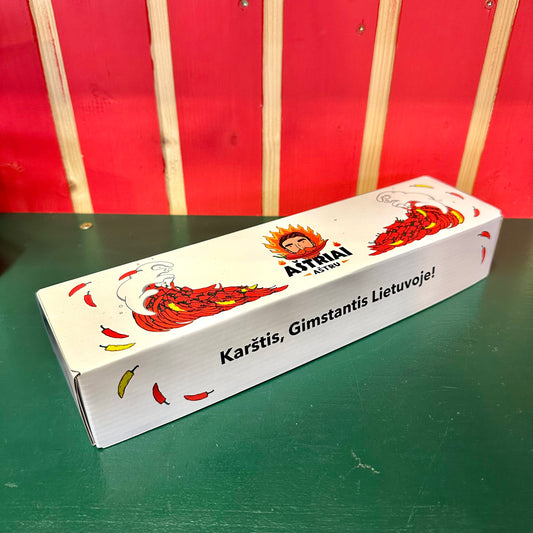 AŠTRIAI
AŠTRU
Karštis, Gimstantis Lietuvoje!